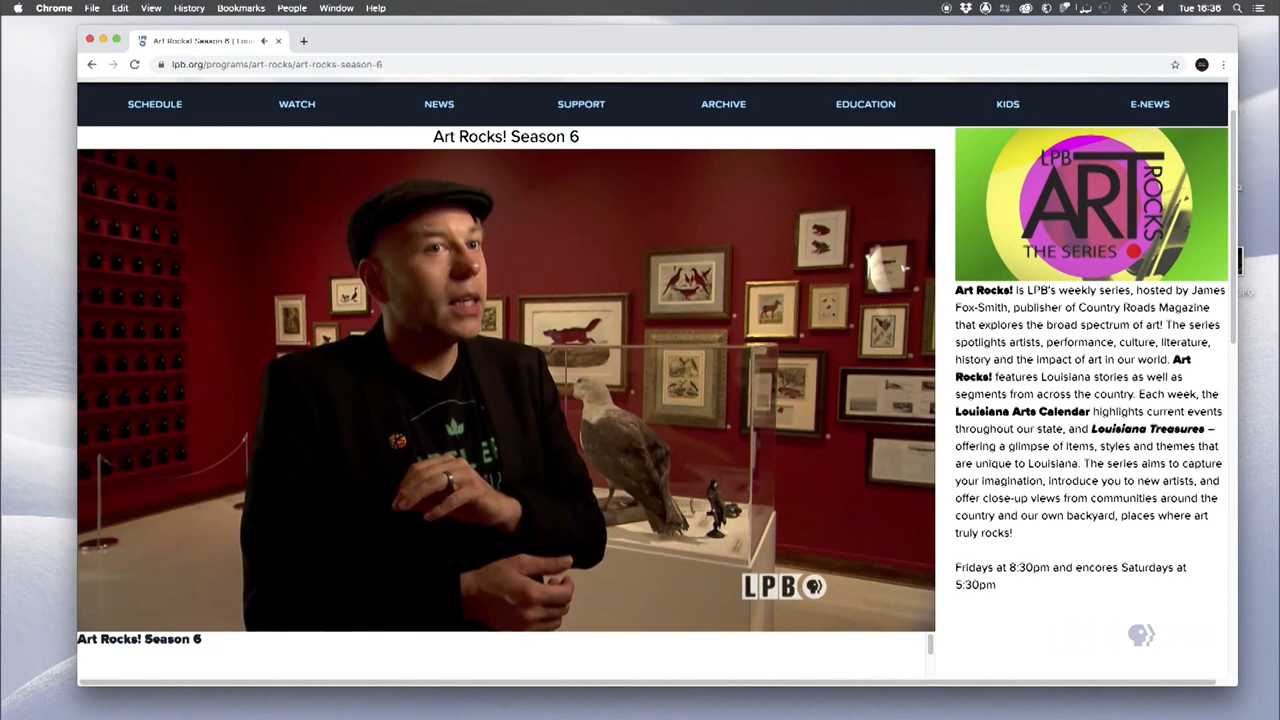 Chrome File Edit View History Bookmarks People Window Help
Tue 16:36
Art Rocks! Season 6 | Loui
lpb.org/programs/art-rocks/art-rocks-season-6
SCHEDULE WATCH NEWS SUPPORT ARCHIVE EDUCATION KIDS E-NEWS
Art Rocks! Season 6
LPB
ART
ROCKS
THE SERIES
Art Rocks! is LPB's weekly series, hosted by James
Fox-Smith, publisher of Country Roads Magazine
that explores the broad spectrum of art! The series
spotlights artists, performance, culture, literature,
history and the impact of art in our world. Art
Rocks! features Louisiana stories as well as
segments from across the country. Each week, the
Louisiana Arts Calendar highlights current events
throughout our state, and Louisiana Treasures –
offering a glimpse of items, styles and themes that
are unique to Louisiana. The series aims to capture
your imagination, introduce you to new artists, and
offer close-up views from communities around the
country and our own backyard, places where art
truly rocks!
Fridays at 8:30pm and encores Saturdays at
5:30pm
LPB
Art Rocks! Season 6